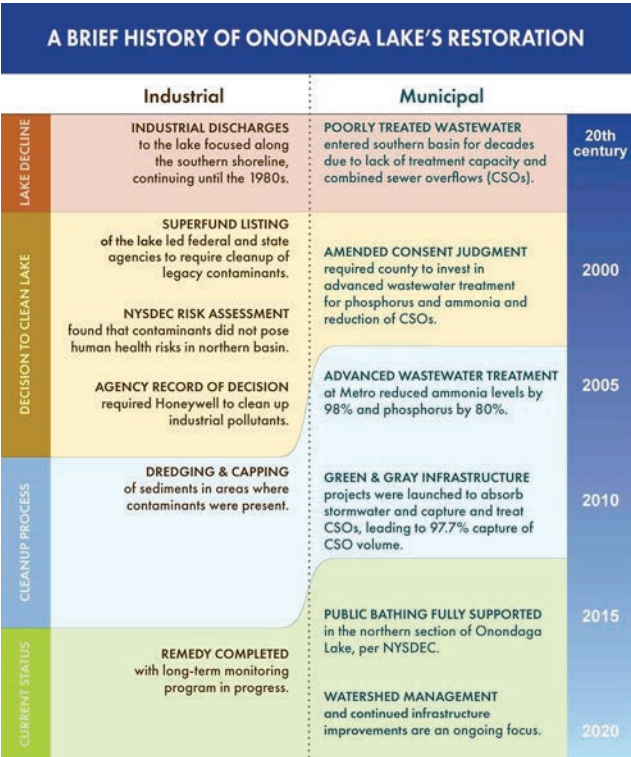 A BRIEF HISTORY OF ONONDAGA LAKE'S RESTORATION
Industrial
Municipal
LAKE DECLINE
INDUSTRIAL DISCHARGES
to the lake focused along
the southern shoreline,
continuing until the 1980s.
POORLY TREATED WASTEWATER
entered southern basin for decades
due to lack of treatment capacity and
combined sewer overflows (CSOs).
20th
century
DECISION TO CLEAN LAKE
SUPERFUND LISTING
of the lake led federal and state
agencies to require cleanup of
legacy contaminants.
NYSDEC RISK ASSESSMENT
found that contaminants did not pose
human health risks in northern basin.
AGENCY RECORD OF DECISION
required Honeywell to clean up
industrial pollutants.
AMENDED CONSENT JUDGMENT
required county to invest in
advanced wastewater treatment
for phosphorus and ammonia and
reduction of CSOs.
2000
ADVANCED WASTEWATER TREATMENT
at Metro reduced ammonia levels by
98% and phosphorus by 80%.
2005
CLEANUP PROCESS
DREDGING & CAPPING
of sediments in areas where
contaminants were present.
GREEN & GRAY INFRASTRUCTURE
projects were launched to absorb
stormwater and capture and treat
CSOs, leading to 97.7% capture of
CSO volume.
2010
CURRENT STATUS
REMEDY COMPLETED
with long-term monitoring
program in progress.
PUBLIC BATHING FULLY SUPPORTED
in the northern section of Onondaga
Lake, per NYSDEC.
2015
WATERSHED MANAGEMENT
and continued infrastructure
improvements are an ongoing focus.
2020